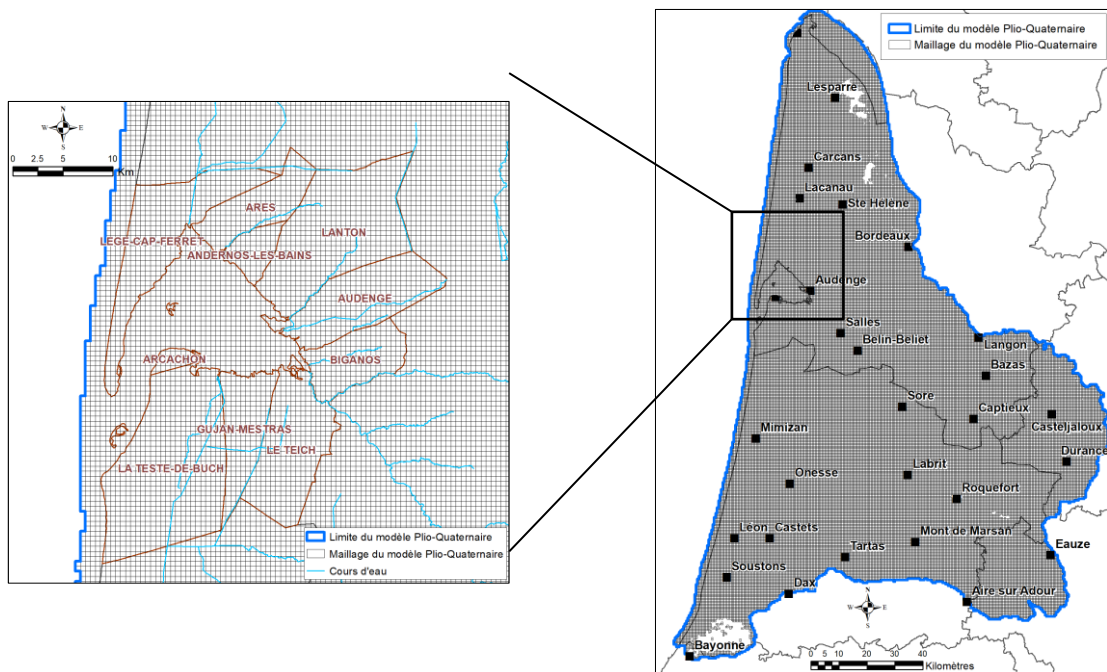 N
W E
S
0 2.5 5 10
Km
ARES
LANTON
LEGE-CAP-FERRET
ANDERNOS-LES-BAINS
AUDENGE
ARCACHON
BIGANOS
GUJAN-MESTRAS
LE TEICH
LA TESTE-DE-BUCH
Limite du modèle Plio-Quaternaire
Maillage du modèle Plio-Quaternaire
Cours d'eau
Limite du modèle Plio-Quaternaire
Maillage du modèle Plio-Quaternaire
Lesparre
Carcans
Lacanau
Ste Hélène
Bordeaux
Audenge
Salles
Belin-Beliet
Langon
Bazas
Sore
Captieux
Casteljaloux
Mimizan
Durance
Labrit
Onesse
Roquefort
Léon Castets
Mont de Marsan
Tartas
Eauze
Soustons
Dax
Aire sur Adour
N
W E
S
Bayonne
0 5 10 20 30 40
Kilomètres